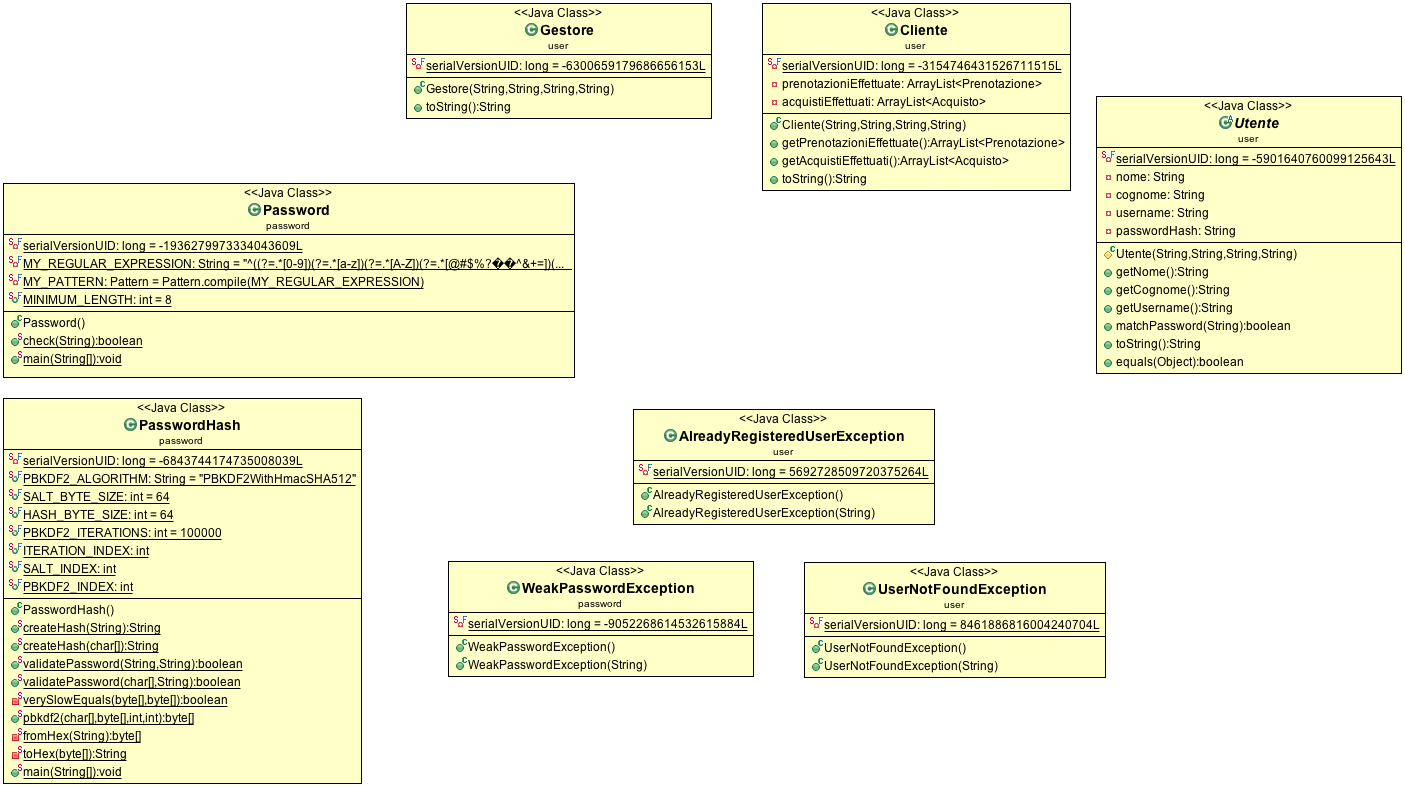 <<Java Class>>
Gestore
user
serialVersionUID: long = -6300659179686656153L
Gestore(String,String,String,String)
toString():String
<<Java Class>>
Cliente
user
serialVersionUID: long = -3154746431526711515L
prenotazioniEffettuate: ArrayList<Prenotazione>
acquistiEffettuati: ArrayList<Acquisto>
Cliente(String,String,String,String)
getPrenotazioniEffettuate():ArrayList<Prenotazione>
getAcquistiEffettuati():ArrayList<Acquisto>
toString():String
<<Java Class>>
Utente
user
serialVersionUID: long = -5901640760099125643L
nome: String
cognome: String
username: String
passwordHash: String
Utente(String,String,String,String)
getNome():String
getCognome():String
getUsername():String
matchPassword(String):boolean
toString():String
equals(Object):boolean
<<Java Class>>
Password
password
serialVersionUID: long = -1936279973334043609L
MY_REGULAR_EXPRESSION: String = "^((?=.*[0-9])(?=.*[a-z])(?=.*[A-Z])(?=.*[@#$%?��^&+=])(...
MY_PATTERN: Pattern = Pattern.compile(MY_REGULAR_EXPRESSION)
MINIMUM_LENGTH: int = 8
Password()
check(String):boolean
main(String[]):void
<<Java Class>>
PasswordHash
password
serialVersionUID: long = -6843744174735008039L
PBKDF2_ALGORITHM: String = "PBKDF2WithHmacSHA512"
SALT_BYTE_SIZE: int = 64
HASH_BYTE_SIZE: int = 64
PBKDF2_ITERATIONS: int = 100000
ITERATION_INDEX: int
SALT_INDEX: int
PBKDF2_INDEX: int
PasswordHash()
createHash(String):String
createHash(char[]):String
validatePassword(String,String):boolean
validatePassword(char[],String):boolean
verySlowEquals(byte[],byte[]):boolean
pbkdf2(char[],byte[],int,int):byte[]
fromHex(String):byte[]
toHex(byte[]):String
main(String[]):void
<<Java Class>>
AlreadyRegisteredUserException
user
serialVersionUID: long = 5692728509720375264L
AlreadyRegisteredUserException()
AlreadyRegisteredUserException(String)
<<Java Class>>
WeakPasswordException
password
serialVersionUID: long = -9052268614532615884L
WeakPasswordException()
WeakPasswordException(String)
<<Java Class>>
UserNotFoundException
user
serialVersionUID: long = 8461886816004240704L
UserNotFoundException()
UserNotFoundException(String)